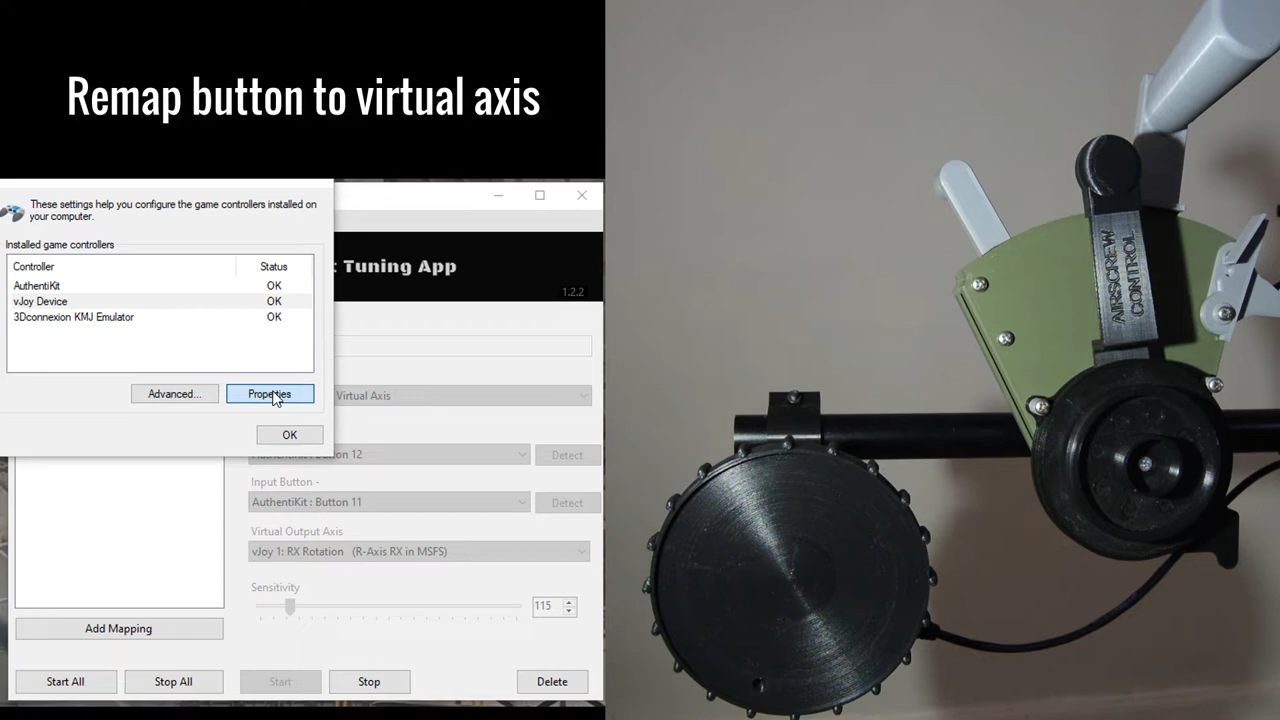 Remap button to virtual axis
These settings help you configure the game controllers installed on
your computer.
Installed game controllers
Controller Status
AuthentiKit OK
vJoy Device OK
3Dconnexion KMJ Emulator OK
Advanced... Properties
OK
Tuning App
1.2.2
Virtual Axis
Button 12 Detect
Input Button -
AuthentiKit : Button 11 Detect
Virtual Output Axis
vJoy 1: RX Rotation (R-Axis RX in MSFS)
Sensitivity
115
Add Mapping
Start All Stop All Start Stop Delete
AIRSCREW
CONTROL